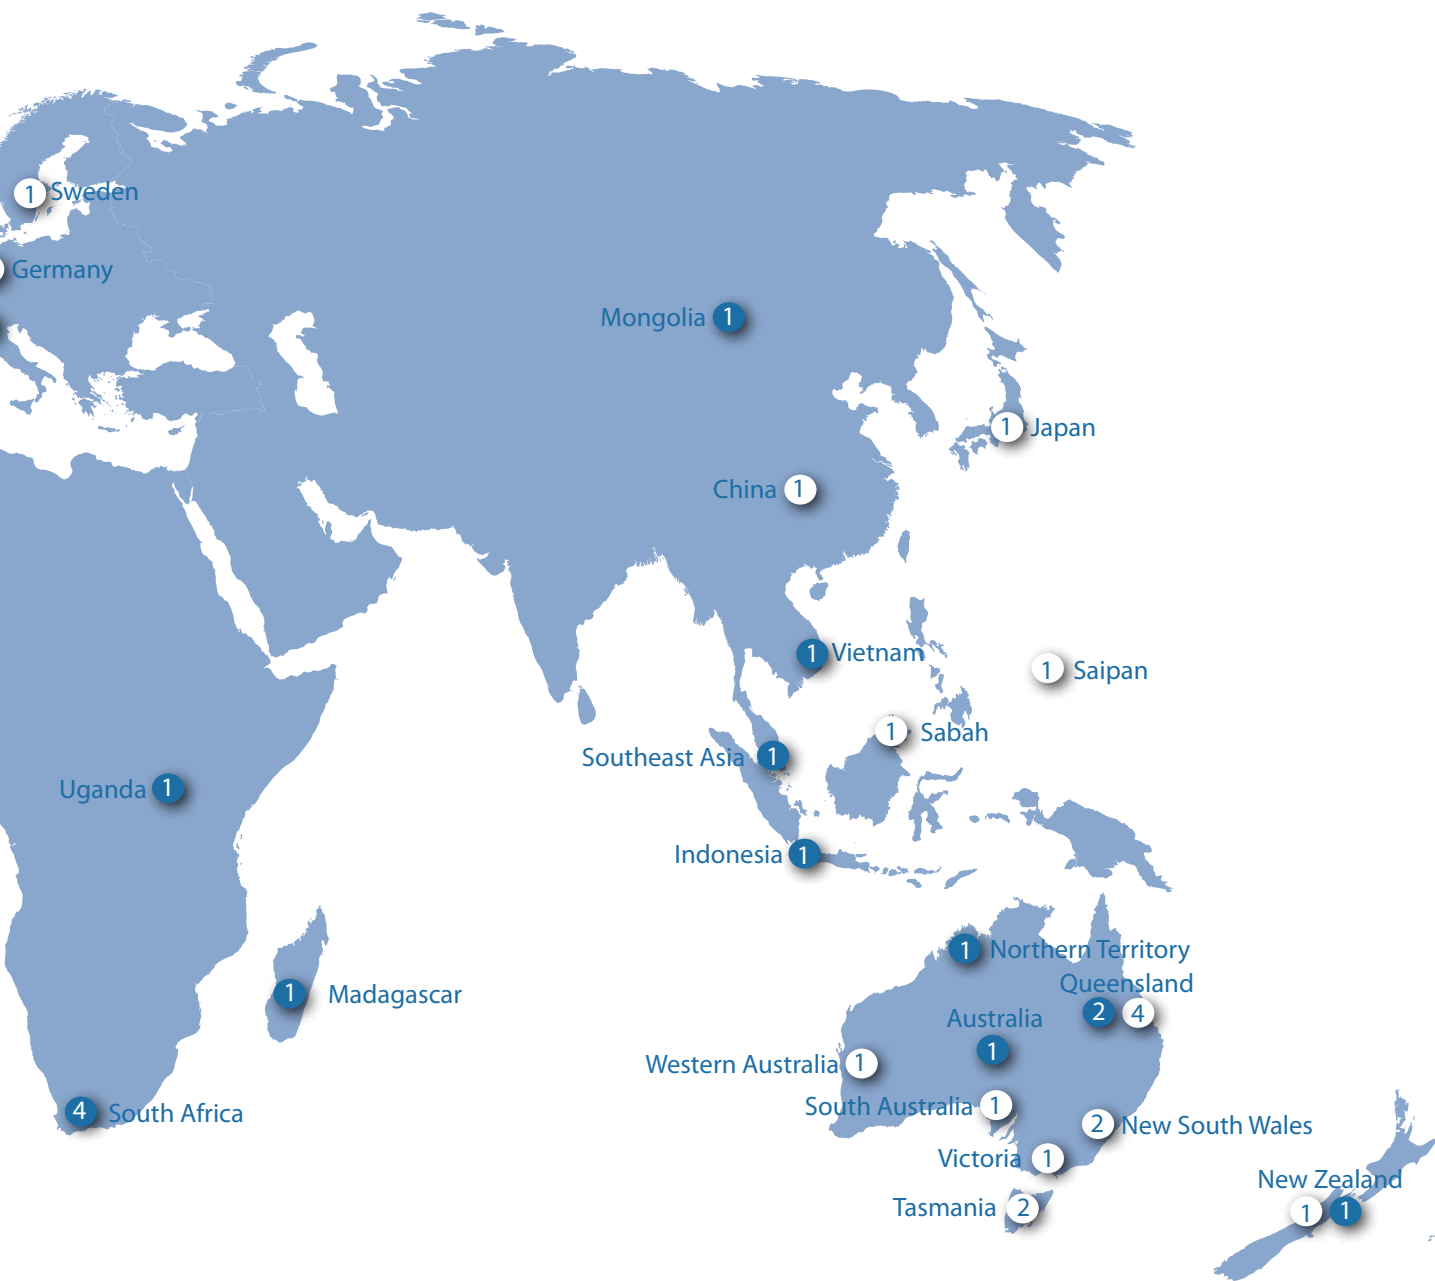 1 Sweden
Germany
Mongolia 1
1 Japan
China 1
1 Vietnam
1 Saipan
1 Sabah
Southeast Asia 1
Uganda 1
Indonesia 1
1 Northern Territory
Queensland
2 4
1 Madagascar
Australia
1
Western Australia 1
South Australia 1
4 South Africa
2 New South Wales
Victoria 1
New Zealand
1 1
Tasmania 2